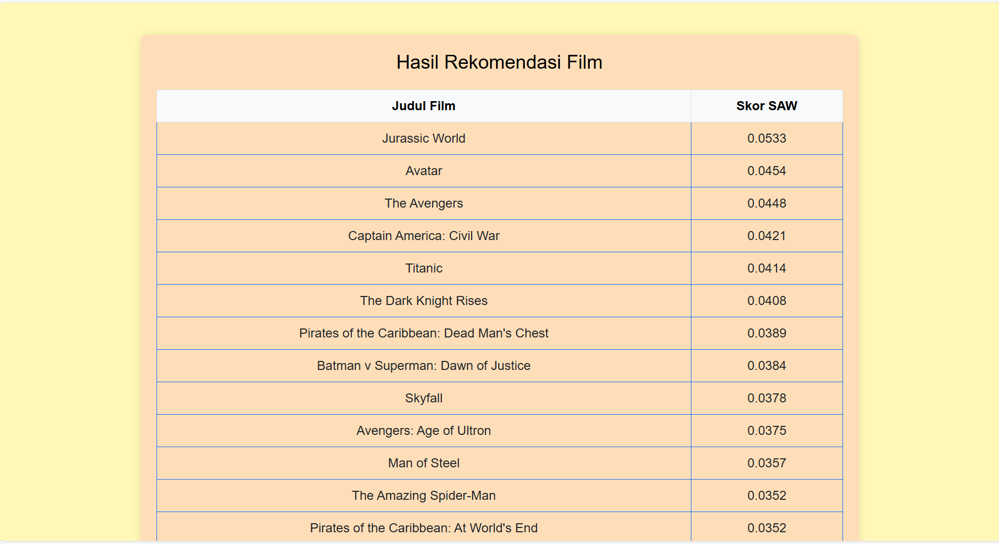 Hasil Rekomendasi Film
Judul Film Skor SAW
Jurassic World 0.0533
Avatar 0.0454
The Avengers 0.0448
Captain America: Civil War 0.0421
Titanic 0.0414
The Dark Knight Rises 0.0408
Pirates of the Caribbean: Dead Man's Chest 0.0389
Batman v Superman: Dawn of Justice 0.0384
Skyfall 0.0378
Avengers: Age of Ultron 0.0375
Man of Steel 0.0357
The Amazing Spider-Man 0.0352
Pirates of the Caribbean: At World's End 0.0352